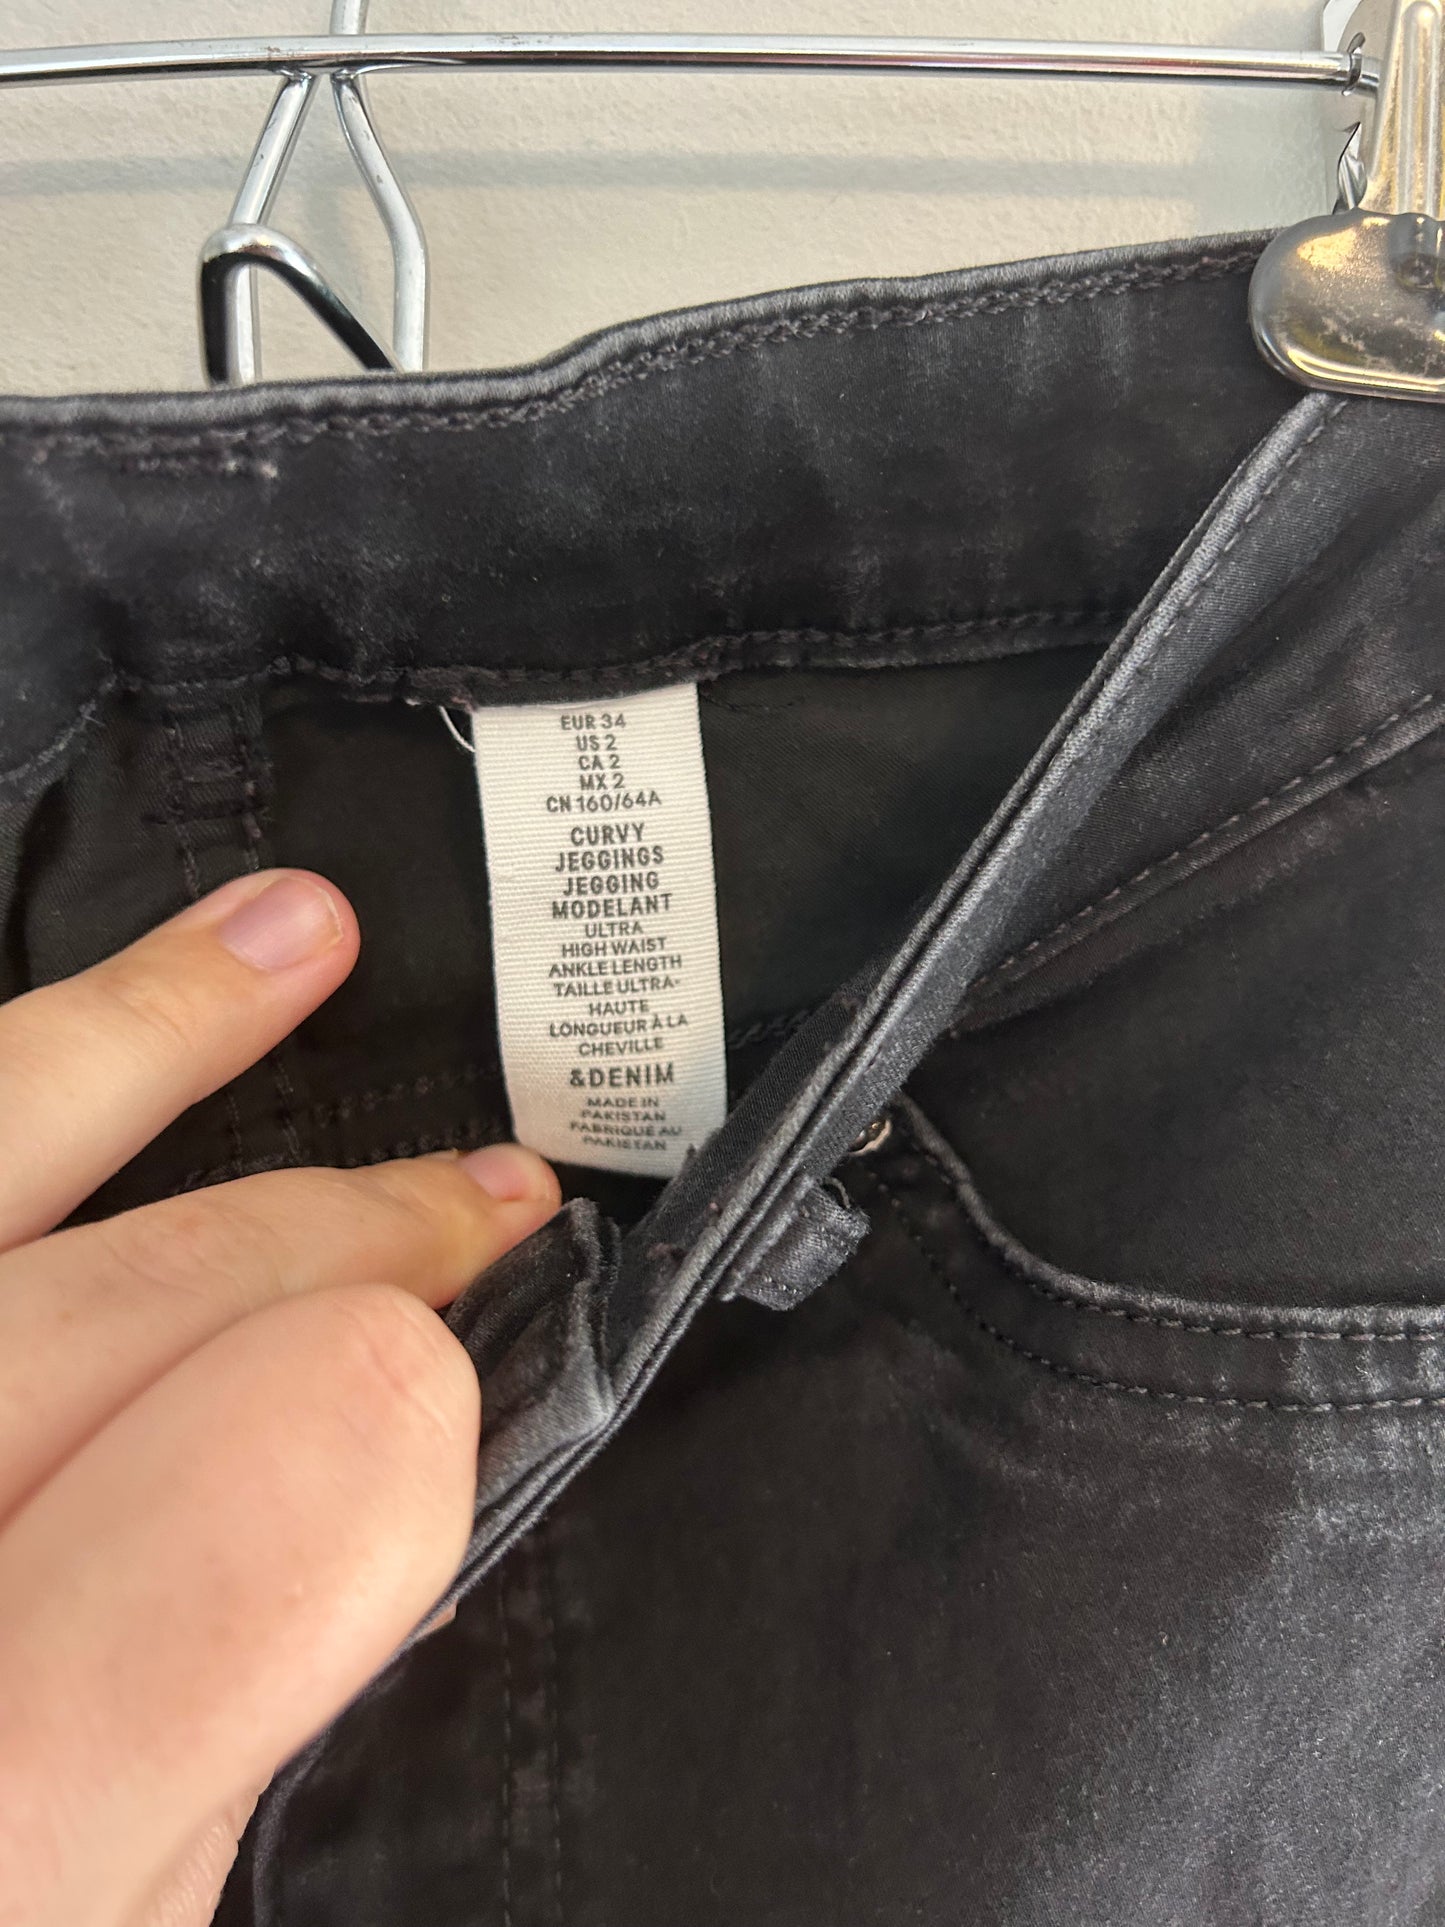 EUR 34
US 2
CA 2
MX 2
CN 160/64A
CURVY
JEGGINGS
JEGGING
MODELANT
ULTRA
HIGH WAIST
ANKLE LENGTH
TAILLE ULTRA-
HAUTE
LONGUEUR À LA
CHEVILLE
&DENIM
MADE IN
PAKISTAN
FABRIQUÉ AU
PAKISTAN